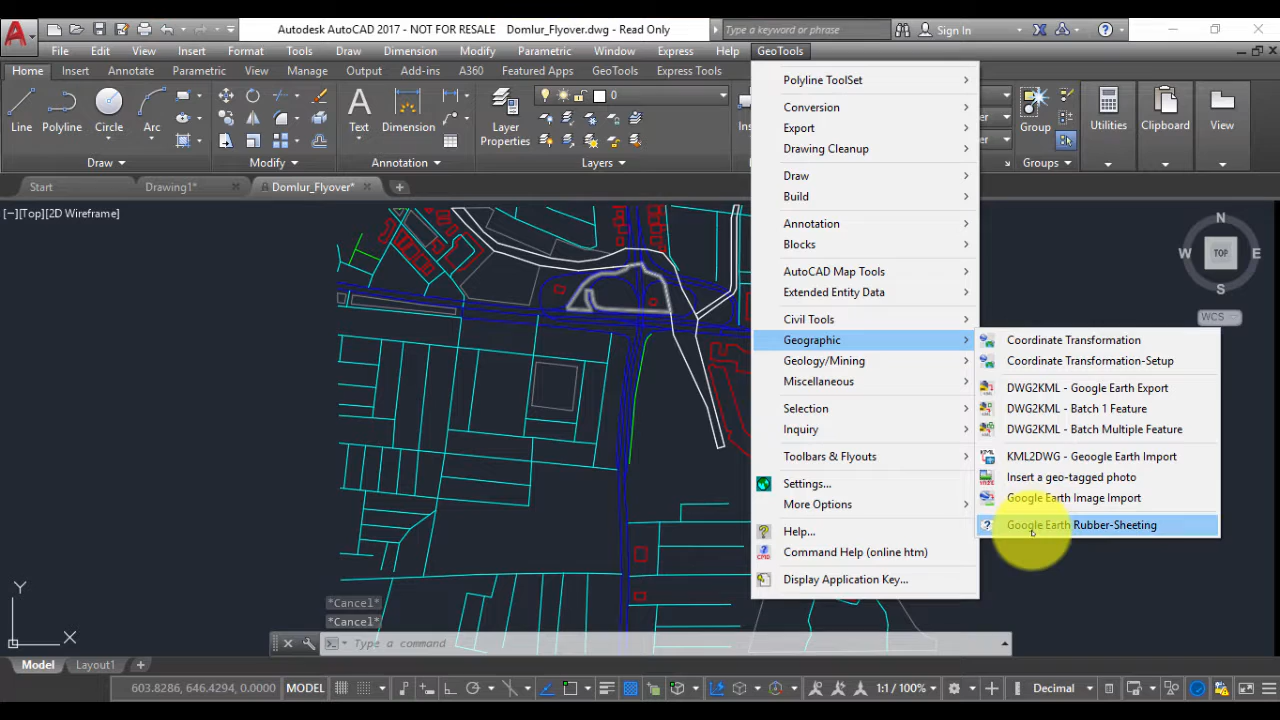 Autodesk AutoCAD 2017 - NOT FOR RESALE Domlur_Flyover.dwg - Read Only
Type a keyword or phrase
Sign In
File Edit View Insert Format Tools Draw Dimension Modify Parametric Window Express Help GeoTools
Home Insert Annotate Parametric View Manage Output Add-ins A360 Featured Apps GeoTools Express Tools
Line Polyline Circle Arc
Text Dimension
Layer Properties
0
Group Utilities Clipboard View
Draw Modify Annotation Layers Groups
Start Drawing1* Domlur_Flyover*
[−][Top][2D Wireframe]
N
W TOP E
S
WCS
Polyline ToolSet
Conversion
Export
Drawing Cleanup
Draw
Build
Annotation
Blocks
AutoCAD Map Tools
Extended Entity Data
Civil Tools
Geographic
Geology/Mining
Miscellaneous
Selection
Inquiry
Toolbars & Flyouts
Settings...
More Options
Help...
Command Help (online htm)
Display Application Key...
Coordinate Transformation
Coordinate Transformation-Setup
DWG2KML - Google Earth Export
DWG2KML - Batch 1 Feature
DWG2KML - Batch Multiple Feature
KML2DWG - Geoogle Earth Import
Insert a geo-tagged photo
Google Earth Image Import
Google Earth Rubber-Sheeting
Y
X
*Cancel*
*Cancel*
Type a command
Model Layout1
603.8286, 646.4294, 0.0000 MODEL 1:1 / 100% Decimal